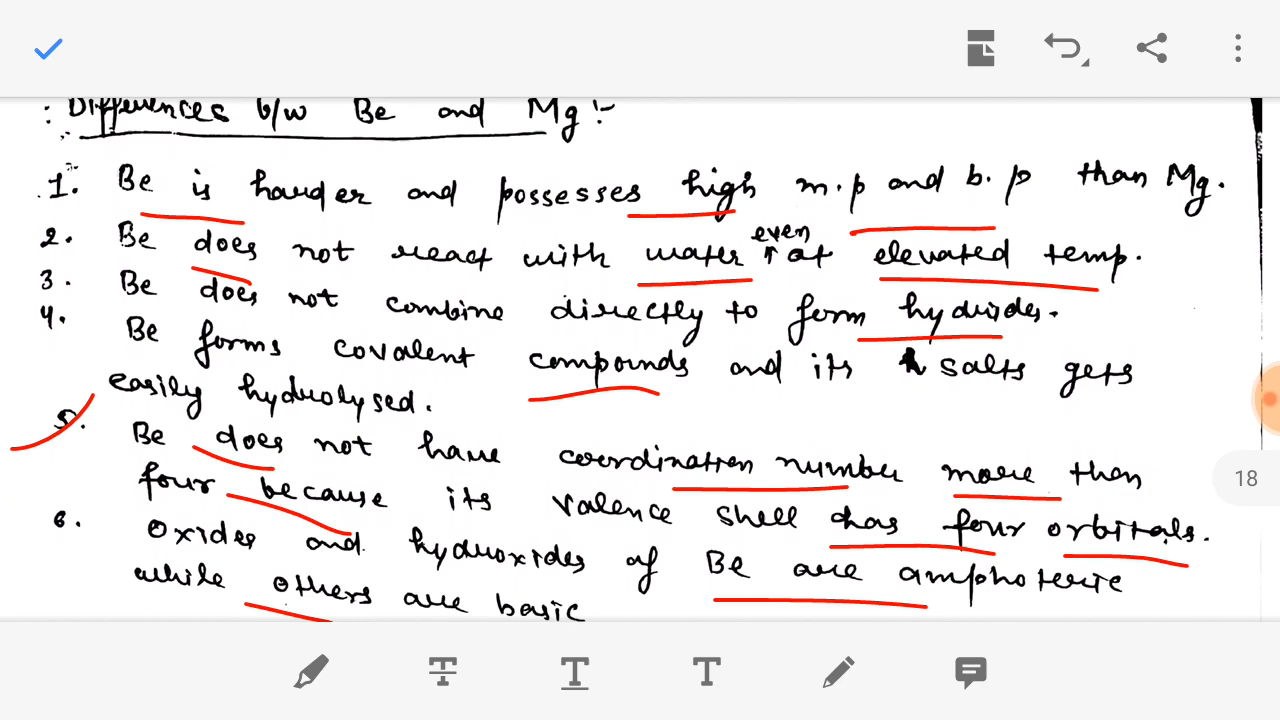 : Differences b/w Be and Mg :-
1. Be is harder and possesses high m.p and b.p than Mg.
2. Be does not react with water even at elevated temp.
3. Be does not combine directly to form hydrides.
4. Be forms covalent compounds and its salts gets
easily hydrolysed.
5. Be does not have coordination number more then
four because its valence shell has four orbitals.
6. oxides and hydroxides of Be are amphoteric
while others are basic
18
T
T
T